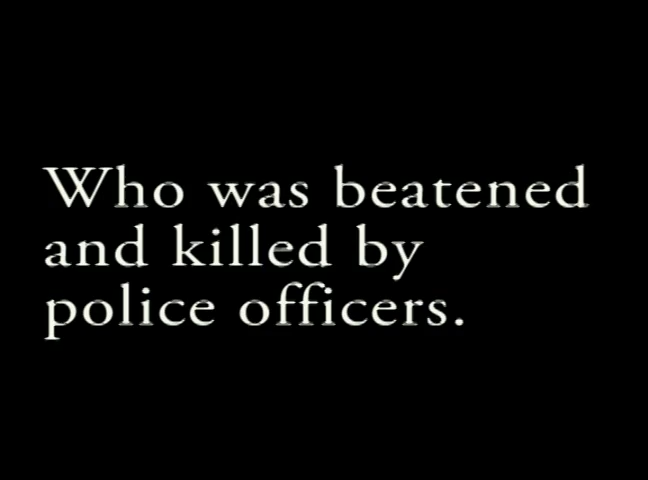 Who was beatened
and killed by
police officers.